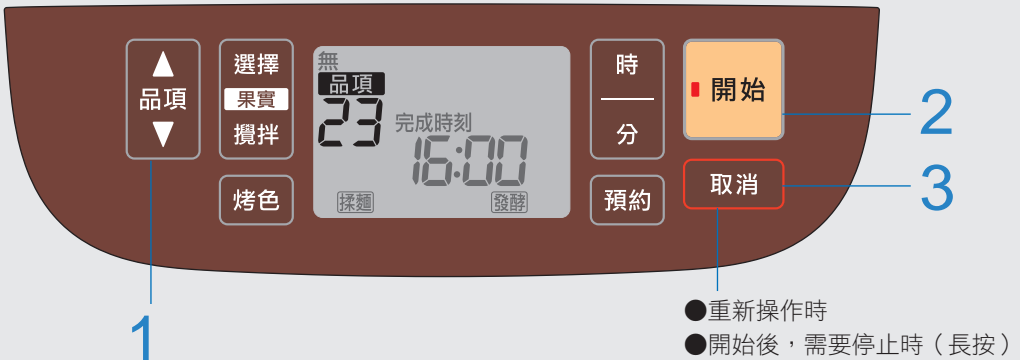 ▲
品項
▼
選擇
果實
攪拌
烤色
無
品項
23
完成時刻
16:00
揉麵
發酵
時
分
預約
開始
取消
1
2
3
●重新操作時
●開始後，需要停止時（長按）